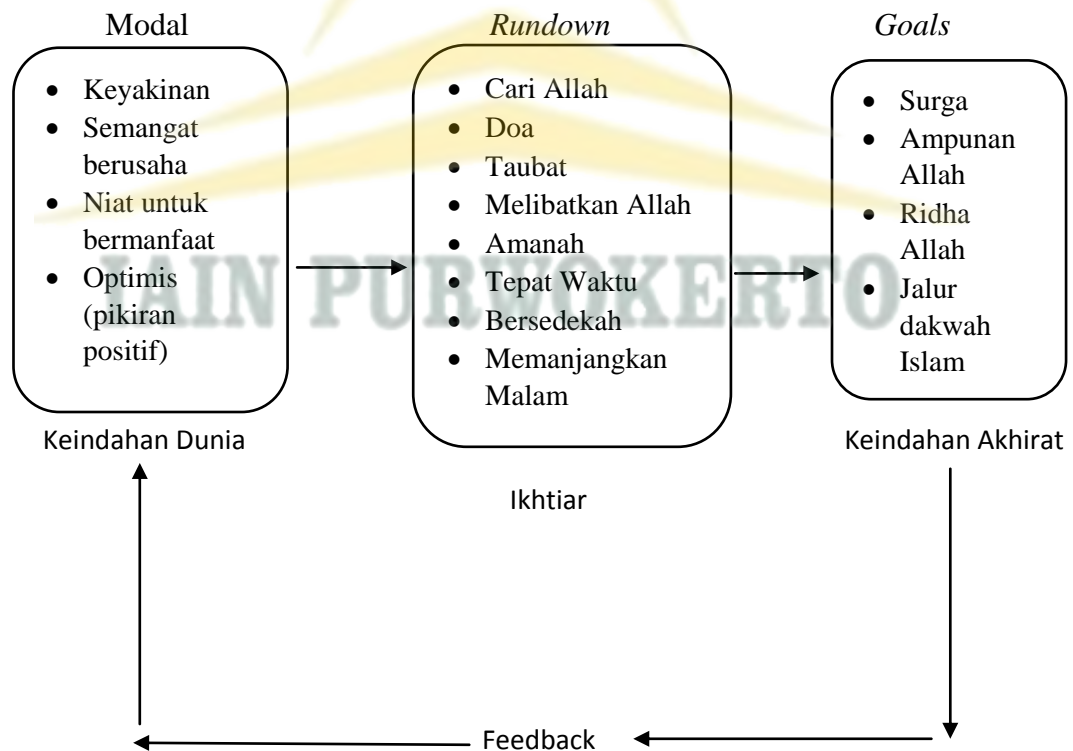 Modal
• Keyakinan
• Semangat
berusaha
• Niat untuk
bermanfaat
• Optimis
(pikiran
positif)
Keindahan Dunia
Rundown
• Cari Allah
• Doa
• Taubat
• Melibatkan Allah
• Amanah
• Tepat Waktu
• Bersedekah
• Memanjangkan
Malam
Ikhtiar
Goals
• Surga
• Ampunan
Allah
• Ridha
Allah
• Jalur
dakwah
Islam
Keindahan Akhirat
Feedback
IAIN PURWOKERTO